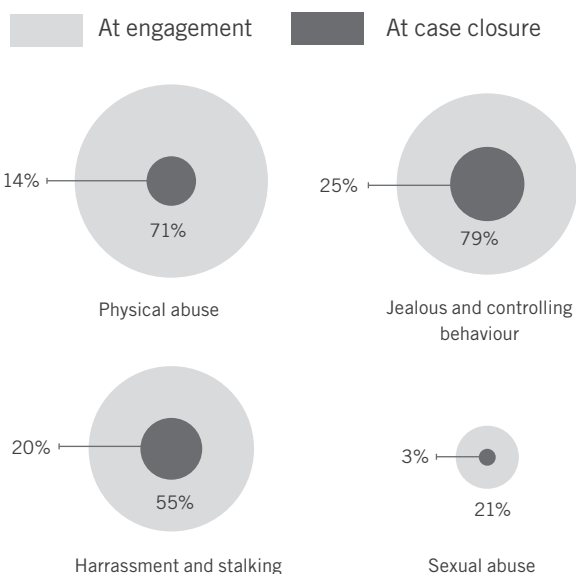 At engagement
At case closure
14%
71%
Physical abuse
25%
79%
Jealous and controlling
behaviour
20%
55%
Harrassment and stalking
3%
21%
Sexual abuse